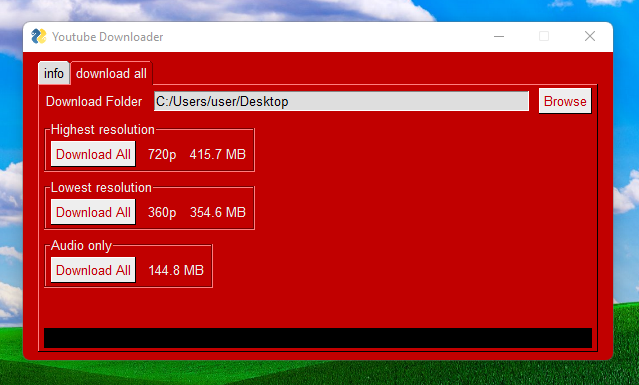 Youtube Downloader
info download all
Download Folder C:/Users/user/Desktop Browse
Highest resolution
Download All 720p 415.7 MB
Lowest resolution
Download All 360p 354.6 MB
Audio only
Download All 144.8 MB